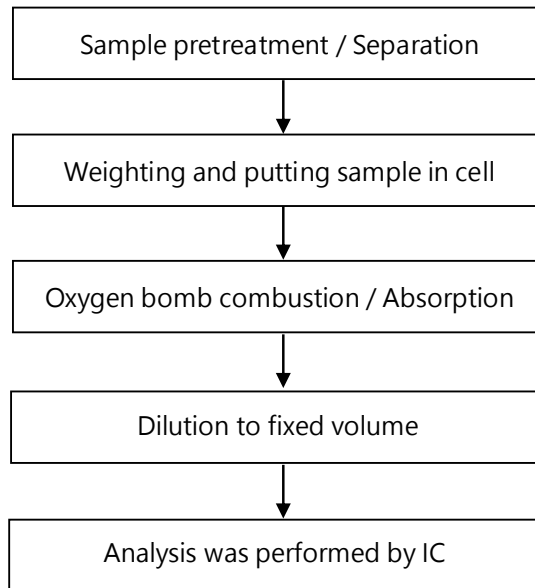 Sample pretreatment / Separation
Weighting and putting sample in cell
Oxygen bomb combustion / Absorption
Dilution to fixed volume
Analysis was performed by IC